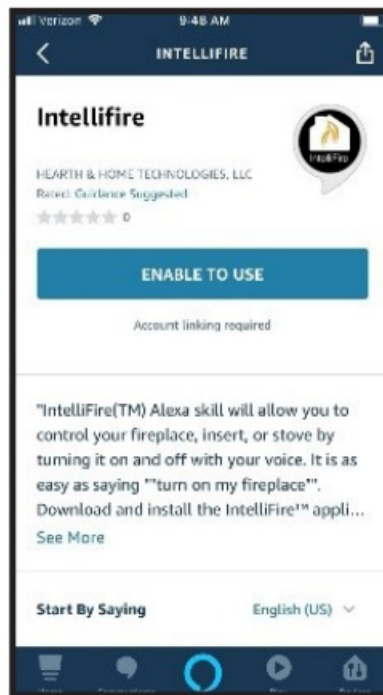 Verizon 9:48 AM
INTELLIFIRE
Intellifire
IntelliFire
HEARTH & HOME TECHNOLOGIES, LLC
Rated: Guidance Suggested
0
ENABLE TO USE
Account linking required
"IntelliFire(TM) Alexa skill will allow you to
control your fireplace, insert, or stove by
turning it on and off with your voice. It is as
easy as saying ""turn on my fireplace"".
Download and install the IntelliFire™ appli...
See More
Start By Saying English (US)